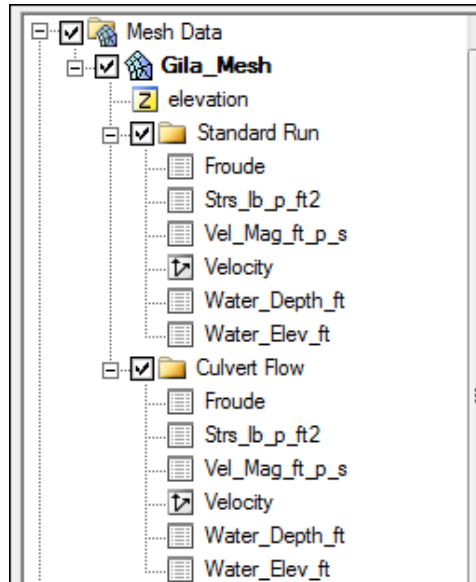 Mesh Data
Gila_Mesh
Z elevation
Standard Run
Froude
Strs_lb_p_ft2
Vel_Mag_ft_p_s
Velocity
Water_Depth_ft
Water_Elev_ft
Culvert Flow
Froude
Strs_lb_p_ft2
Vel_Mag_ft_p_s
Velocity
Water_Depth_ft
Water_Elev_ft